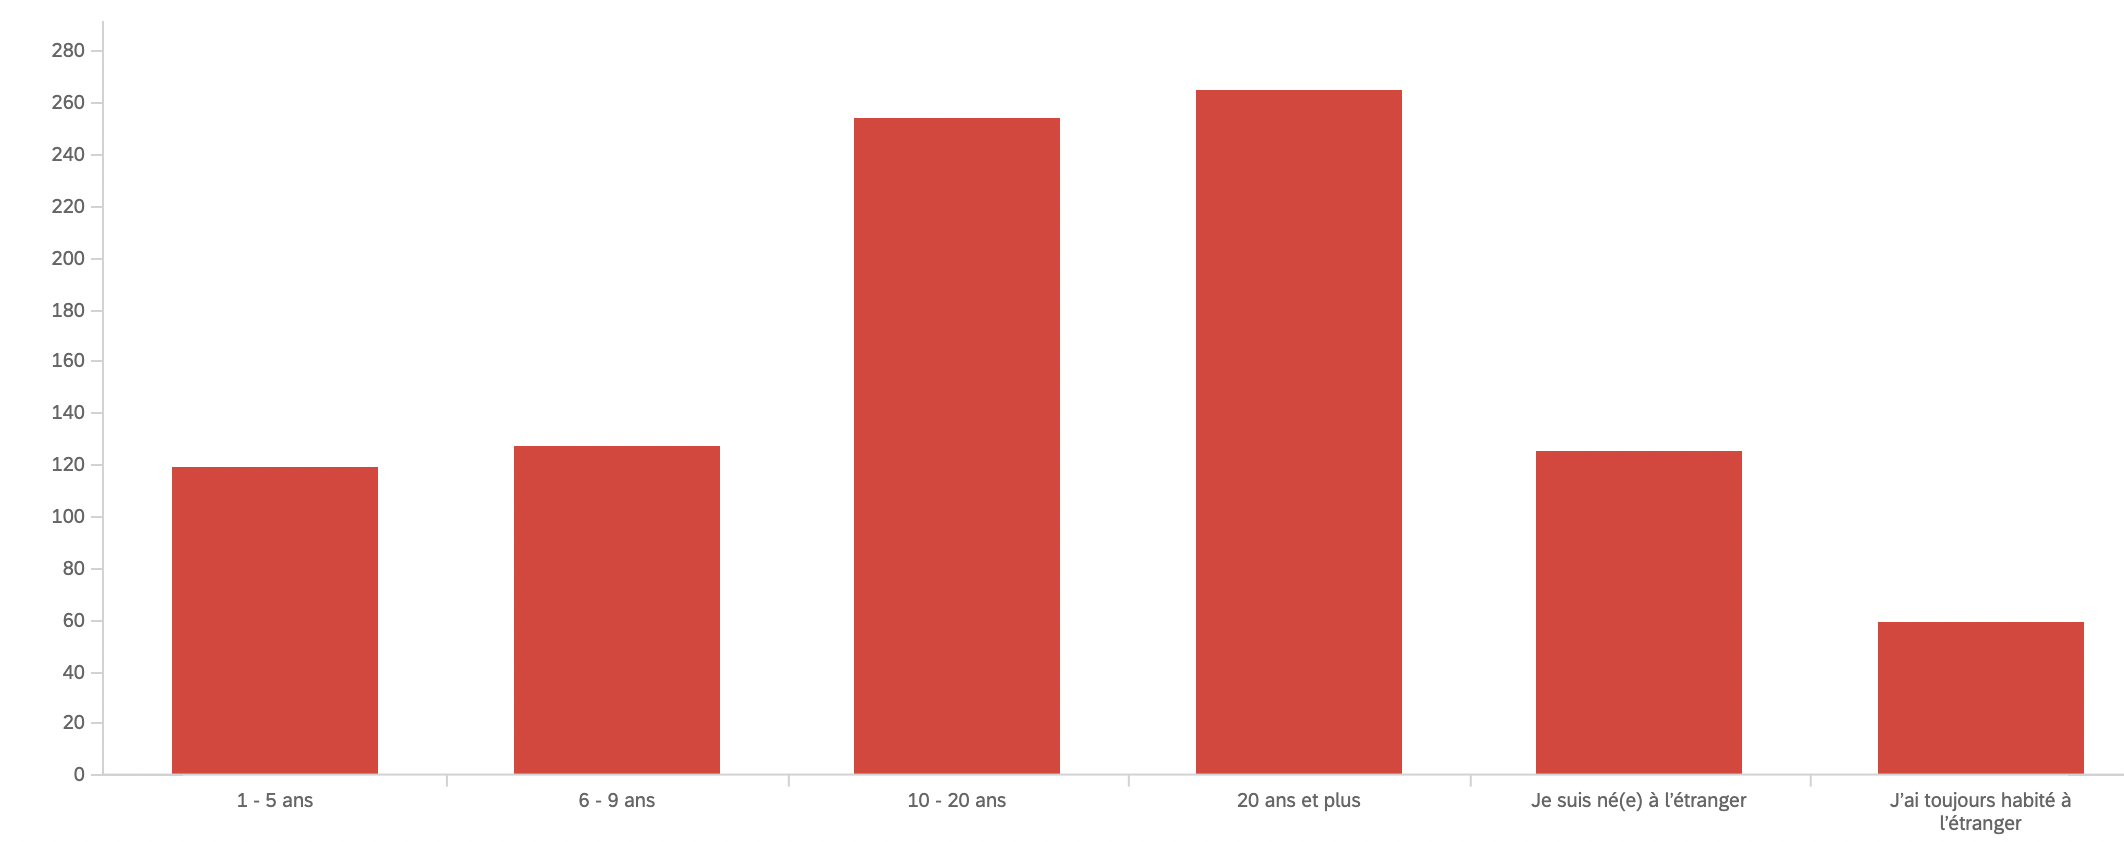 280
260
240
220
200
180
160
140
120
100
80
60
40
20
0
1 - 5 ans
6 - 9 ans
10 - 20 ans
20 ans et plus
Je suis né(e) à l’étranger
J’ai toujours habité à
l’étranger